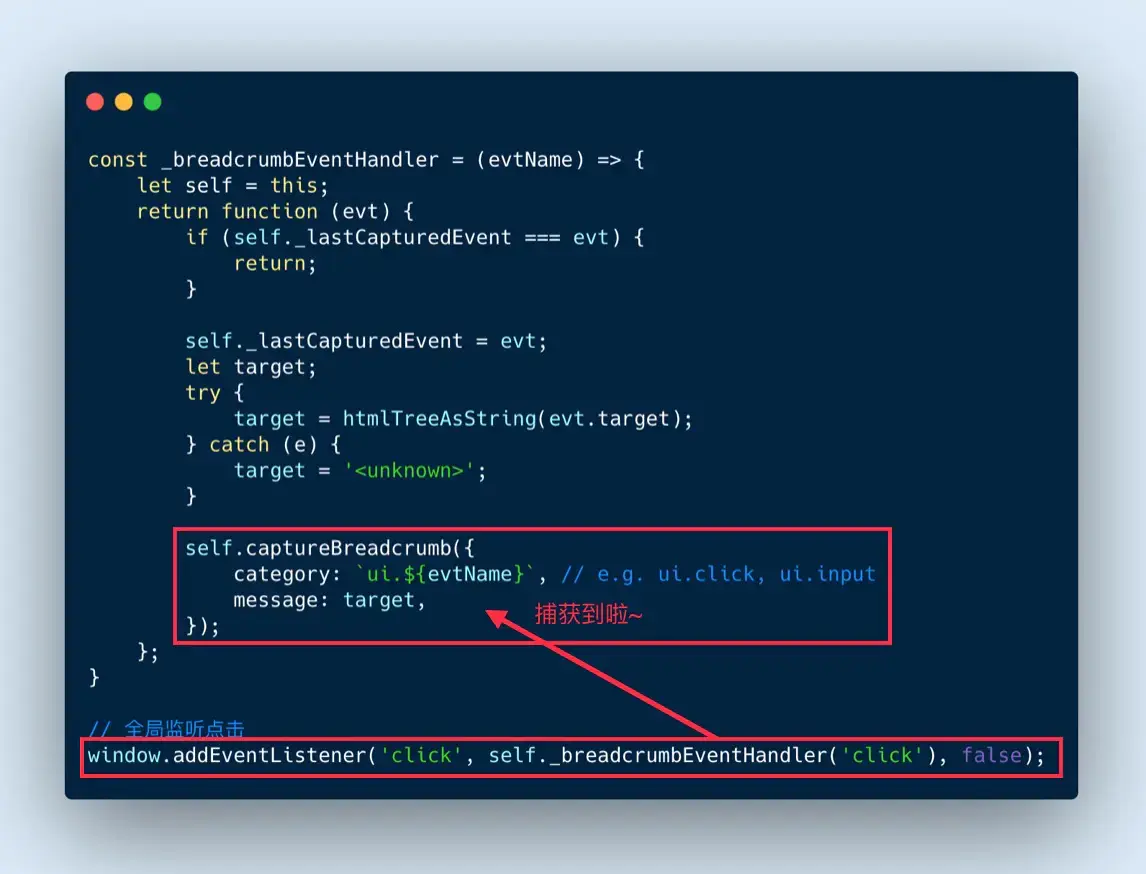 const _breadcrumbEventHandler = (evtName) => {
    let self = this;
    return function (evt) {
        if (self._lastCapturedEvent === evt) {
            return;
        }
        self._lastCapturedEvent = evt;
        let target;
        try {
            target = htmlTreeAsString(evt.target);
        } catch (e) {
            target = '<unknown>';
        }
        self.captureBreadcrumb({
            category: `ui.${evtName}`, // e.g. ui.click, ui.input
            message: target,
捕获到啦~
        });
    };
}
// 全局监听点击
window.addEventListener('click', self._breadcrumbEventHandler('click'), false);